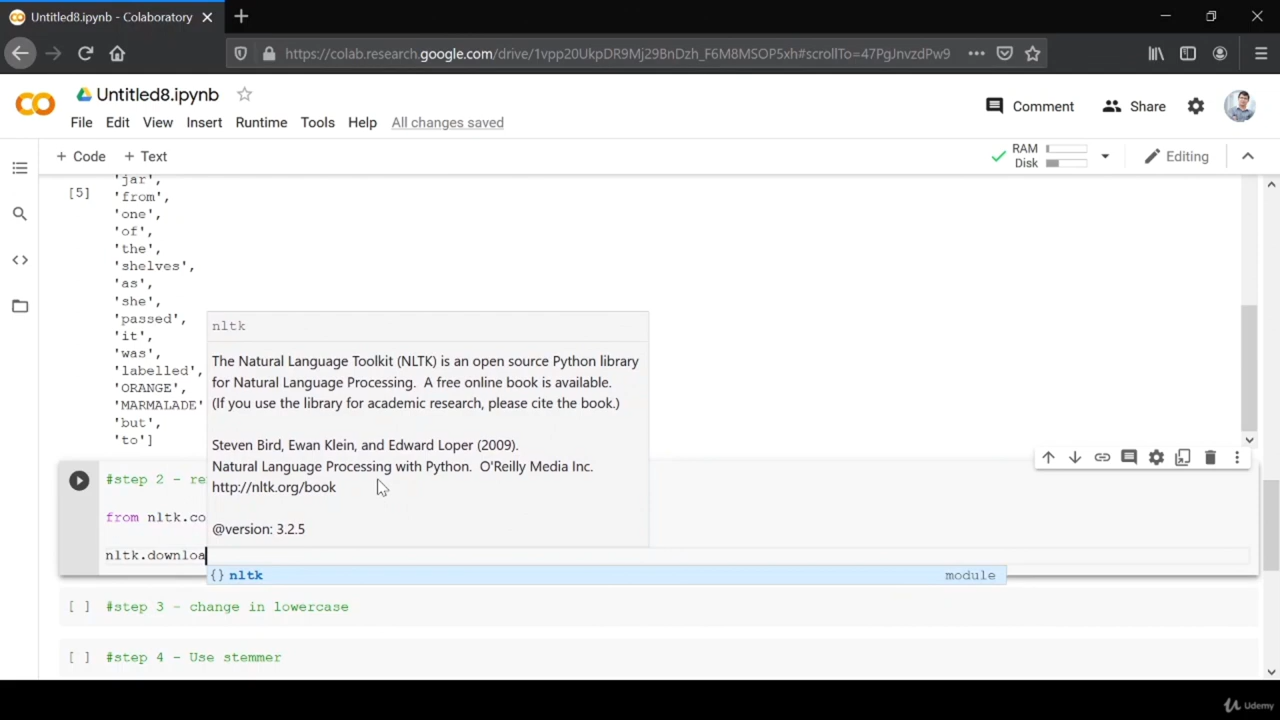 Untitled8.ipynb - Colaboratory
https://colab.research.google.com/drive/1vpp20UkpDR9Mj29BnDzh_F6M8MSOP5xh#scrollTo=47PgJnvzdPw9
Untitled8.ipynb
Comment
Share
File Edit View Insert Runtime Tools Help All changes saved
+ Code + Text
RAM
Disk
Editing
'jar',
[5]
'from',
'one',
'of',
'the',
'shelves',
'as',
'she',
'passed',
'it',
'was',
'labelled',
'ORANGE',
'MARMALADE'
'but',
'to']
nltk
The Natural Language Toolkit (NLTK) is an open source Python library
for Natural Language Processing. A free online book is available.
(If you use the library for academic research, please cite the book.)
Steven Bird, Ewan Klein, and Edward Loper (2009).
Natural Language Processing with Python. O'Reilly Media Inc.
http://nltk.org/book
@version: 3.2.5
#step 2 - re
from nltk.co
nltk.downloa
{} nltk module
[ ] #step 3 - change in lowercase
[ ] #step 4 - Use stemmer
Udemy